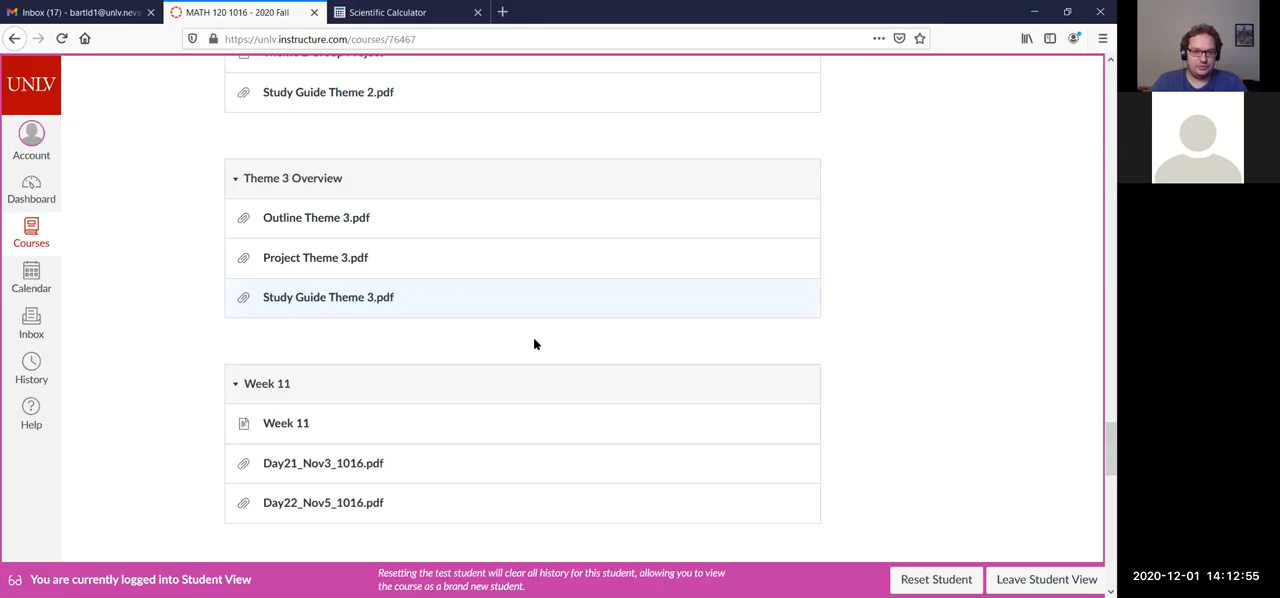 Inbox (17) - bartld1@unlv.neva
MATH 120 1016 - 2020 Fall
Scientific Calculator
https://unlv.instructure.com/courses/76467
UNLV
Account
Dashboard
Courses
Calendar
Inbox
History
Help
Study Guide Theme 2.pdf
Theme 3 Overview
Outline Theme 3.pdf
Project Theme 3.pdf
Study Guide Theme 3.pdf
Week 11
Week 11
Day21_Nov3_1016.pdf
Day22_Nov5_1016.pdf
You are currently logged into Student View
Resetting the test student will clear all history for this student, allowing you to view
the course as a brand new student.
Reset Student
Leave Student View
2020-12-01 14:12:55